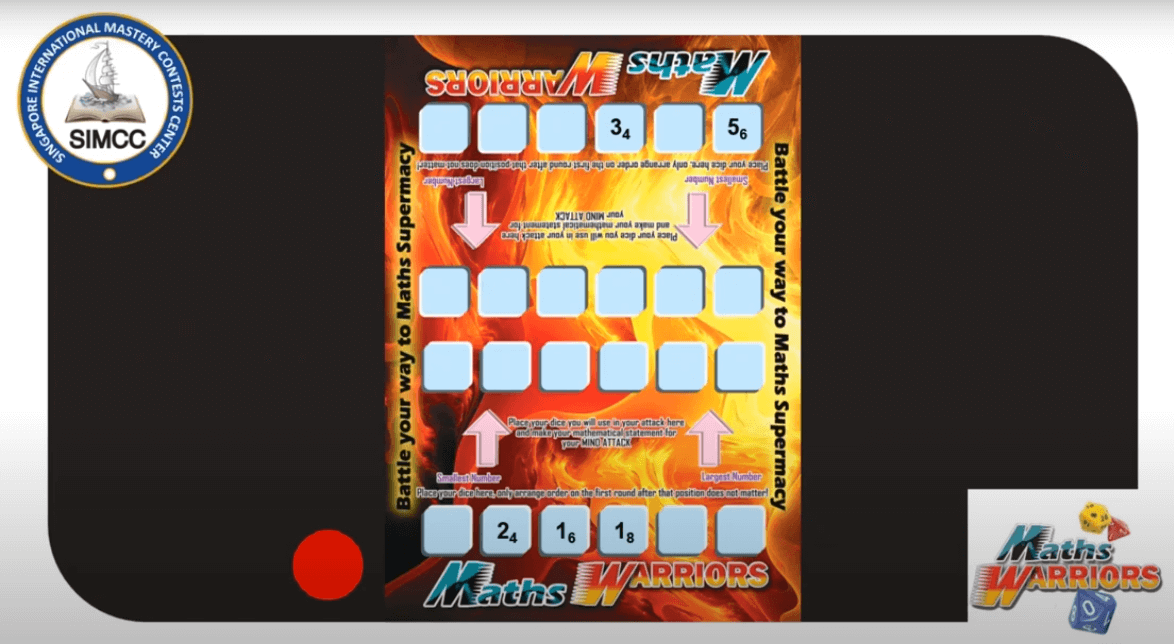 SINGAPORE INTERNATIONAL MASTERY CONTESTS CENTER
SIMCC
Maths WARRIORS
3₄
5₆
Place your dice here, only arrange order on the first round after that position does not matter!
Smallest Number
Largest Number
Place your dice you will use in your attack here
and make your mathematical statement for
your MIND ATTACK
Battle your way to Maths Supermacy
Battle your way to Maths Supermacy
Place your dice you will use in your attack here
and make your mathematical statement for
your MIND ATTACK
Smallest Number
Largest Number
Place your dice here, only arrange order on the first round after that position does not matter!
2₄
1₆
1₈
Maths WARRIORS
Maths
WARRIORS